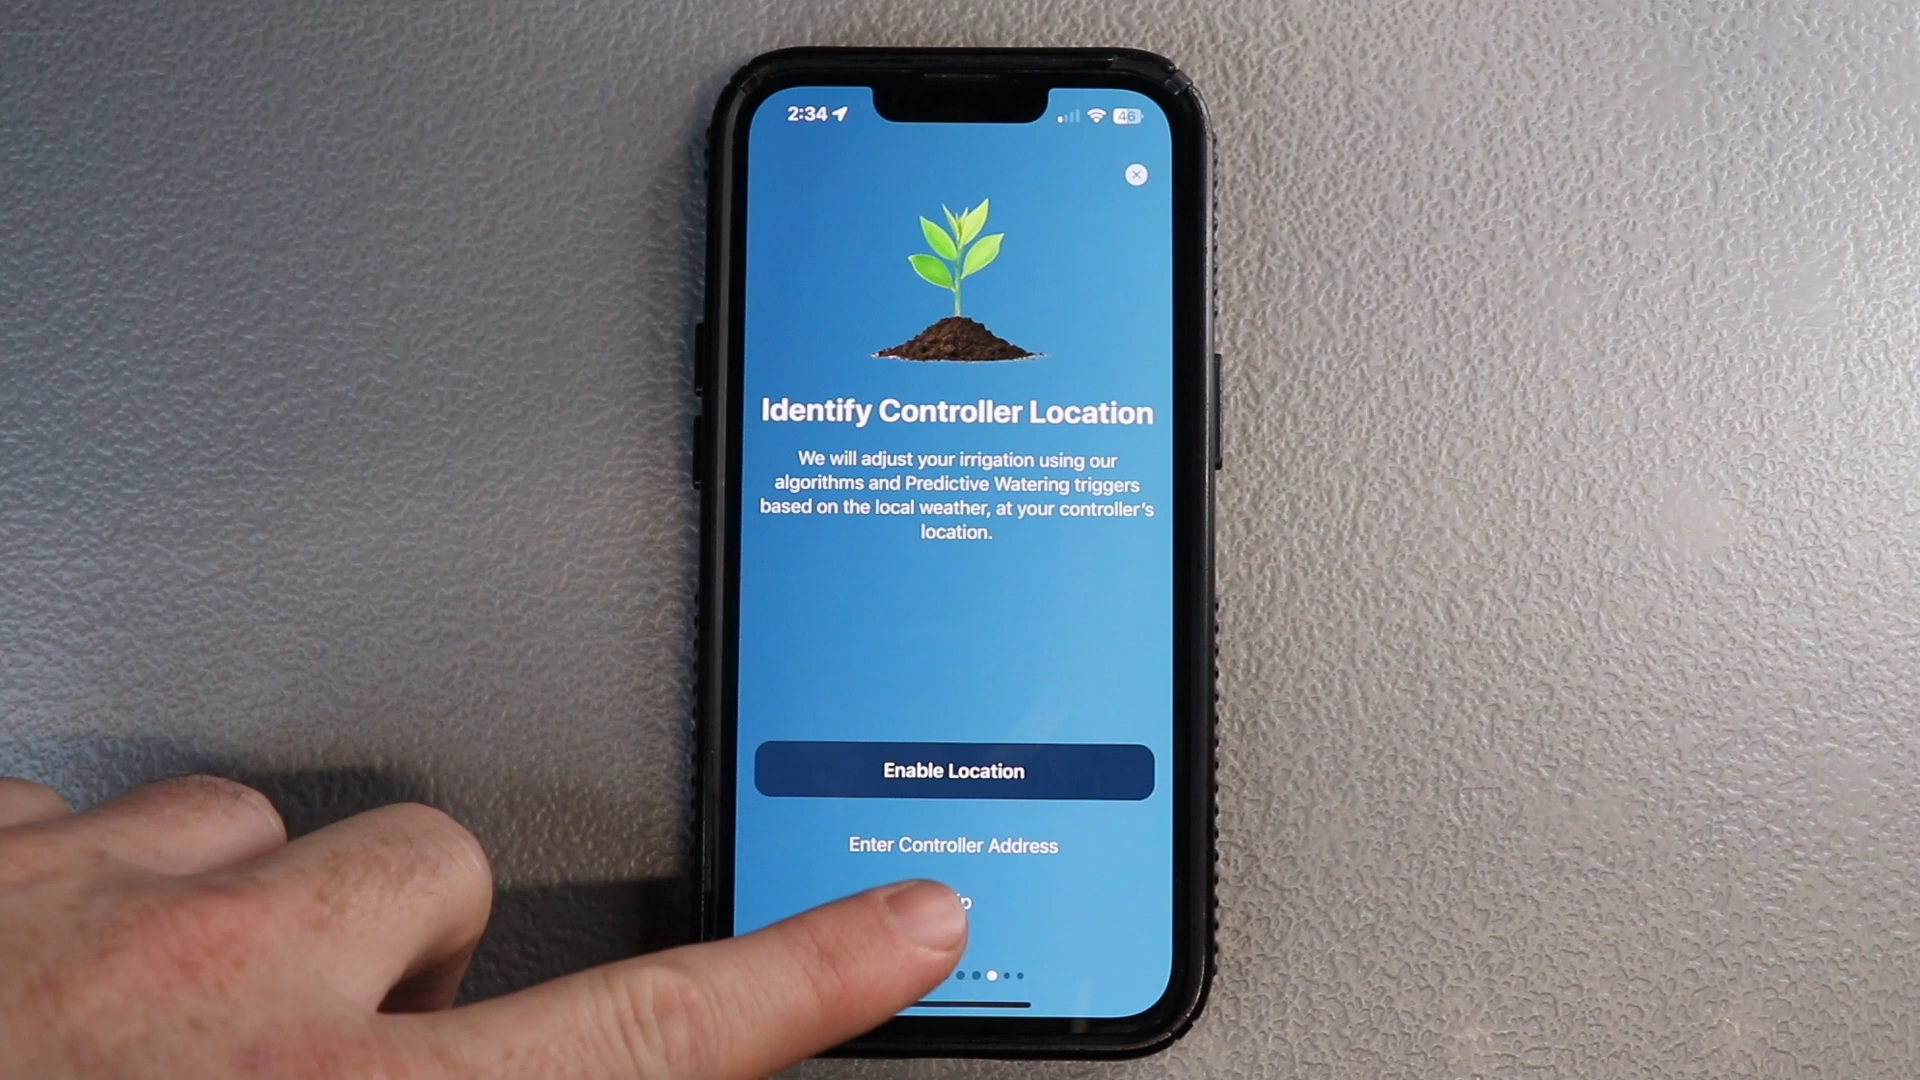 2:34
46
Identify Controller Location
We will adjust your irrigation using our
algorithms and Predictive Watering triggers
based on the local weather, at your controller's
location.
Enable Location
Enter Controller Address